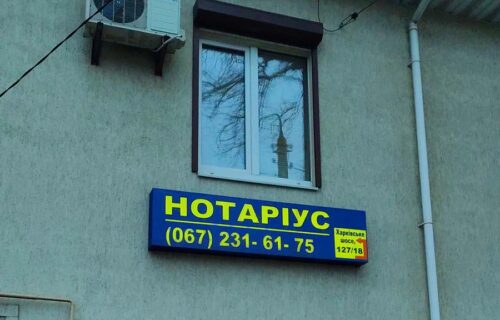 НОТАРІУС
(067) 231- 61- 75
Харківське
шосе,
127/18